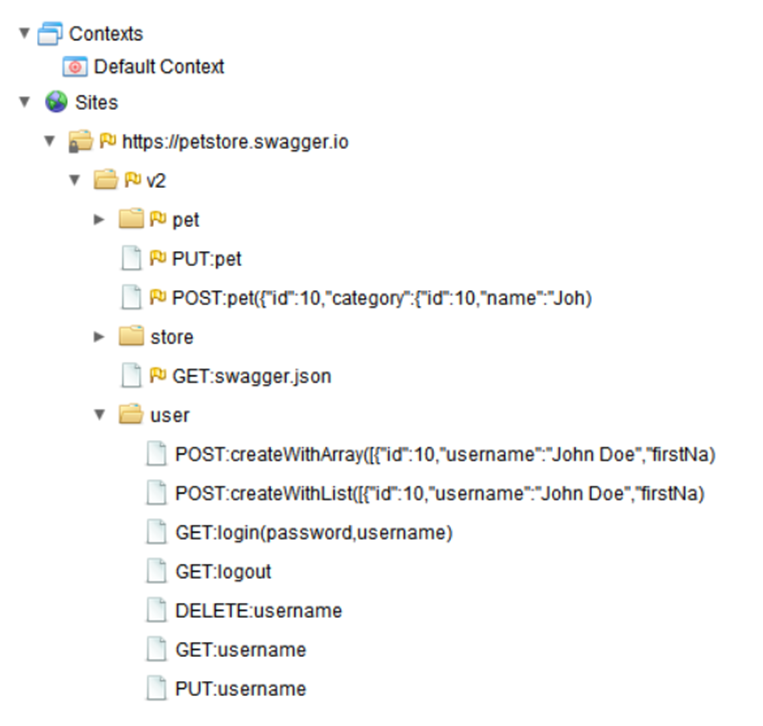 Contexts
Default Context
Sites
https://petstore.swagger.io
v2
pet
PUT:pet
POST:pet({"id":10,"category":{"id":10,"name":"Joh)
store
GET:swagger.json
user
POST:createWithArray([{"id":10,"username":"John Doe","firstNa)
POST:createWithList([{"id":10,"username":"John Doe","firstNa)
GET:login(password,username)
GET:logout
DELETE:username
GET:username
PUT:username